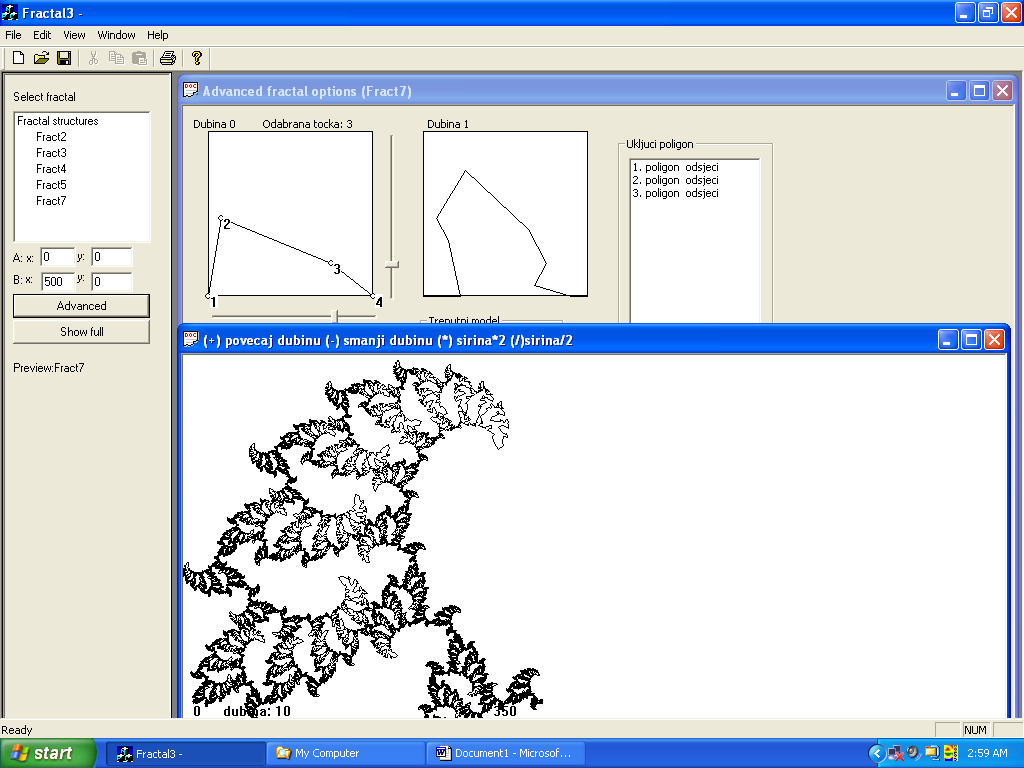 Fractal3 -
File Edit View Window Help
Select fractal
Fractal structures
Fract2
Fract3
Fract4
Fract5
Fract7
A: x: 0 y: 0
B: x: 500 y: 0
Advanced
Show full
Preview:Fract7
Advanced fractal options (Fract7)
Dubina 0 Odabrana tocka: 3
Dubina 1
1
2
3
4
Ukljuci poligon
1. poligon odsjeci
2. poligon odsjeci
3. poligon odsjeci
Trenutni model
(+) povecaj dubinu (-) smanji dubinu (*) sirina*2 (/)sirina/2
0 dubina: 10 350
Ready
NUM
start
Fractal3 -
My Computer
Document1 - Microsof...
2:59 AM